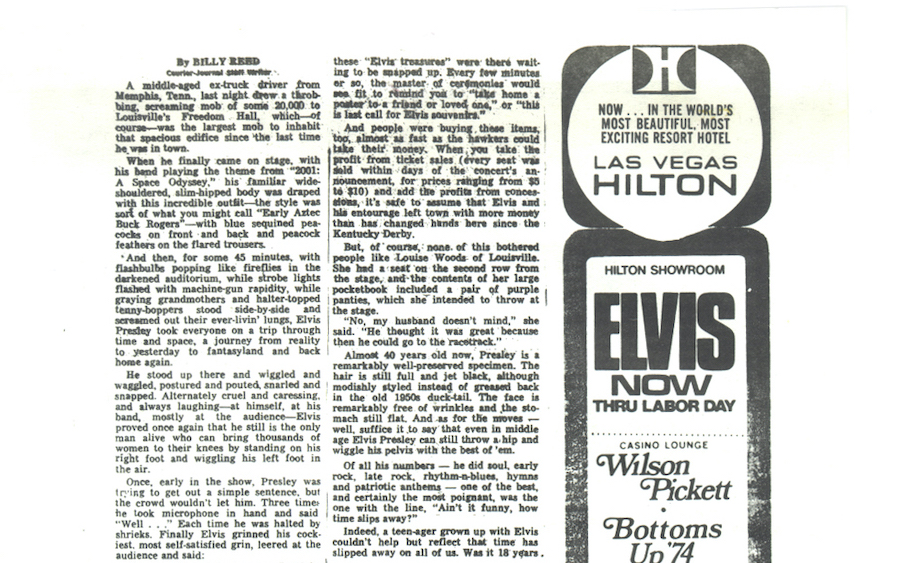 By BILLY REED
Courier-Journal Staff Writer
A middle-aged ex-truck driver from
Memphis, Tenn., last night drew a throb-
bing, screaming mob of some 20,000 to
Louisville's Freedom Hall, which—of
course—was the largest mob to inhabit
that spacious edifice since the last time
he was in town.
When he finally came on stage, with
his band playing the theme from "2001:
A Space Odyssey," his familiar wide-
shouldered, slim-hipped body was draped
with this incredible outfit—the style was
sort of what you might call "Early Aztec
Buck Rogers"—with blue sequined pea-
cocks on front and back and peacock
feathers on the flared trousers.
And then, for some 45 minutes, with
flashbulbs popping like fireflies in the
darkened auditorium, while strobe lights
flashed with machine-gun rapidity, while
graying grandmothers and halter-topped
tenny-boppers stood side-by-side and
screamed out their ever-livin' lungs, Elvis
Presley took everyone on a trip through
time and space, a journey from reality
to yesterday to fantasyland and back
home again.
He stood up there and wiggled and
waggled, postured and pouted, snarled and
snapped. Alternately cruel and caressing,
and always laughing—at himself, at his
band, mostly at the audience—Elvis
proved once again that he still is the only
man alive who can bring thousands of
women to their knees by standing on his
right foot and wiggling his left foot in
the air.
Once, early in the show, Presley was
trying to get out a simple sentence, but
the crowd wouldn't let him. Three times
he took microphone in hand and said
"Well . . ." Each time he was halted by
shrieks. Finally Elvis grinned his cock-
iest, most self-satisfied grin, leered at the
audience and said:
these "Elvis treasures" were there wait-
ing to be snapped up. Every few minutes
or so, the master of ceremonies would
see fit to remind you to "take home a
poster to a friend or loved one," or "this
is last call for Elvis souvenirs."
And people were buying these items,
too, almost as fast as the hawkers could
take their money. When you take the
profit from ticket sales (every seat was
sold within days of the concert's an-
nouncement, for prices ranging from $5
to $10) and add the profits from conces-
sions, it's safe to assume that Elvis and
his entourage left town with more money
than has changed hands here since the
Kentucky Derby.
But, of course, none of this bothered
people like Louise Woods of Louisville.
She had a seat on the second row from
the stage, and the contents of her large
pocketbook included a pair of purple
panties, which she intended to throw at
the stage.
"No, my husband doesn't mind," she
said. "He thought it was great because
then he could go to the racetrack."
Almost 40 years old now, Presley is a
remarkably well-preserved specimen. The
hair is still full and jet black, although
modishly styled instead of greased back
in the old 1950s duck-tail. The face is
remarkably free of wrinkles and the sto-
mach still flat. And as for the moves —
well, suffice it to say that even in middle
age Elvis Presley can still throw a hip and
wiggle his pelvis with the best of 'em.
Of all his numbers — he did soul, early
rock, late rock, rhythm-n-blues, hymns
and patriotic anthems — one of the best,
and certainly the most poignant, was the
one with the line, "Ain't it funny, how
time slips away?"
Indeed, a teen-ager grown up with Elvis
couldn't help but reflect that time has
slipped away on all of us. Was it 18 years
H
NOW . . . IN THE WORLD'S
MOST BEAUTIFUL, MOST
EXCITING RESORT HOTEL
LAS VEGAS
HILTON
HILTON SHOWROOM
ELVIS
NOW
THRU LABOR DAY
CASINO LOUNGE
Wilson
Pickett
•
Bottoms
Up '74